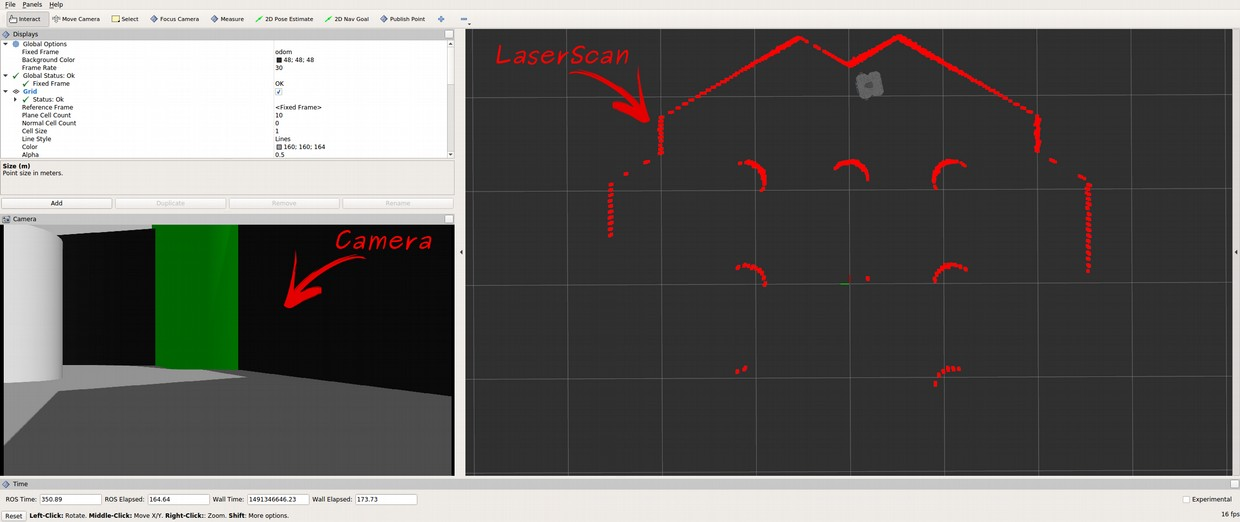 File Panels Help
Interact Move Camera Select Focus Camera Measure 2D Pose Estimate 2D Nav Goal Publish Point
Displays
Global Options
Fixed Frame odom
Background Color 48; 48; 48
Frame Rate 30
Global Status: Ok
Fixed Frame OK
Grid
Status: Ok
Reference Frame <Fixed Frame>
Plane Cell Count 10
Normal Cell Count 0
Cell Size 1
Line Style Lines
Color 160; 160; 164
Alpha 0.5
Size (m)
Point size in meters.
Add Duplicate Remove Rename
Camera
Camera
LaserScan
Time
ROS Time: 350.89 ROS Elapsed: 164.64 Wall Time: 1491346646.23 Wall Elapsed: 173.73 Experimental
Reset Left-Click: Rotate. Middle-Click: Move X/Y. Right-Click:: Zoom. Shift: More options. 16 fps